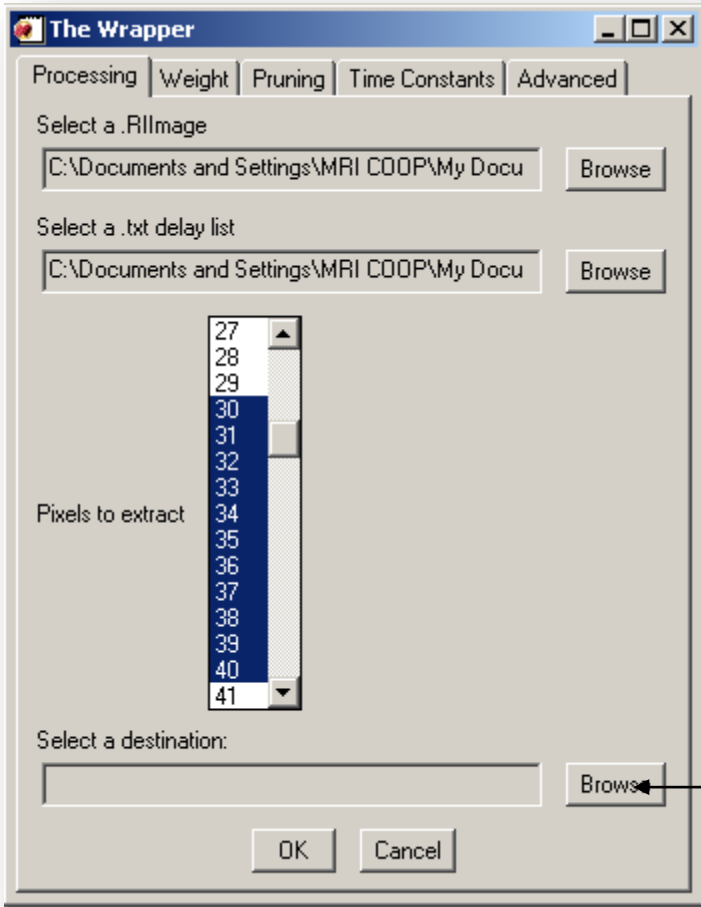 The Wrapper
Processing Weight Pruning Time Constants Advanced
Select a .RIImage
C:\Documents and Settings\MRI COOP\My Docu Browse
Select a .txt delay list
C:\Documents and Settings\MRI COOP\My Docu Browse
27
28
29
30
31
32
33
Pixels to extract 34
35
36
37
38
39
40
41
Select a destination:
Browse
OK Cancel